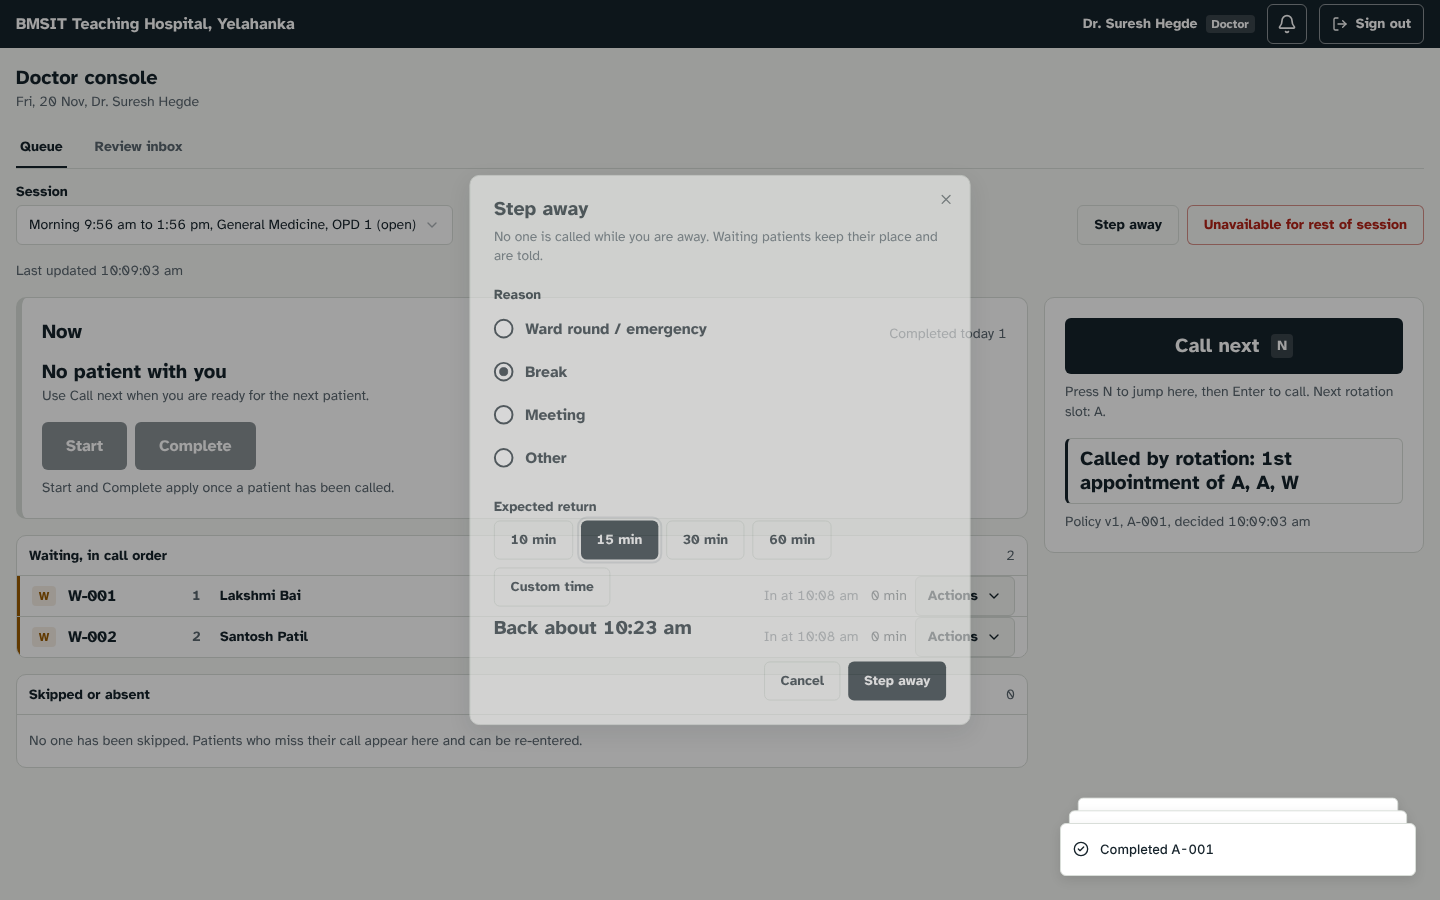 BMSIT Teaching Hospital, Yelahanka
Dr. Suresh Hegde Doctor
Sign out
Doctor console
Fri, 20 Nov, Dr. Suresh Hegde
Queue
Review inbox
Session
Morning 9:56 am to 1:56 pm, General Medicine, OPD 1 (open)
Step away
Unavailable for rest of session
Last updated 10:09:03 am
Now
Completed today 1
No patient with you
Use Call next when you are ready for the next patient.
Start
Complete
Start and Complete apply once a patient has been called.
Waiting, in call order 2
W W-001 1 Lakshmi Bai In at 10:08 am 0 min Actions
W W-002 2 Santosh Patil In at 10:08 am 0 min Actions
Skipped or absent 0
No one has been skipped. Patients who miss their call appear here and can be re-entered.
Call next N
Press N to jump here, then Enter to call. Next rotation
slot: A.
Called by rotation: 1st
appointment of A, A, W
Policy v1, A-001, decided 10:09:03 am
Step away
No one is called while you are away. Waiting patients keep their place and
are told.
Reason
Ward round / emergency
Break
Meeting
Other
Expected return
10 min
15 min
30 min
60 min
Custom time
Back about 10:23 am
Cancel
Step away
Completed A-001